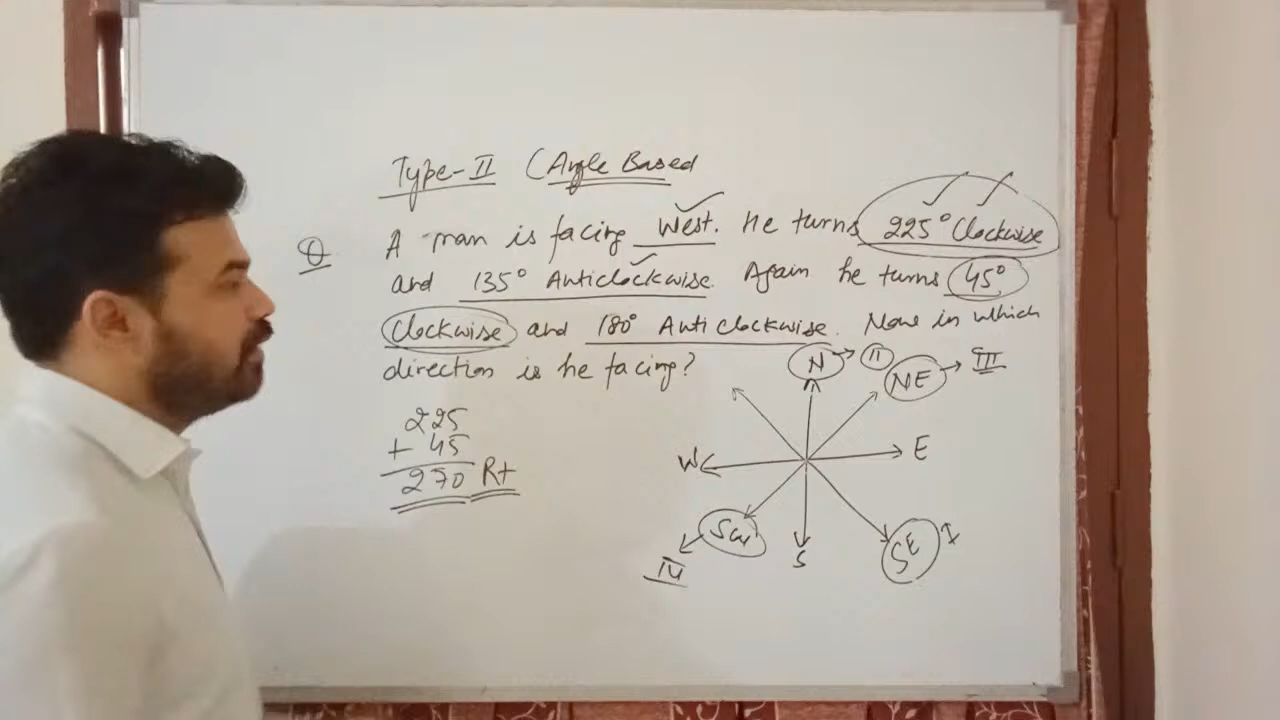 Type-II (Angle Based
Q A man is facing West. He turns 225° Clockwise
and 135° Anticlockwise. Again he turns 45°
Clockwise and 180° Anticlockwise. Now in which
direction is he facing?
N II
NE III
225
+ 45
270 Rt
W E
SW SE I
S
IV